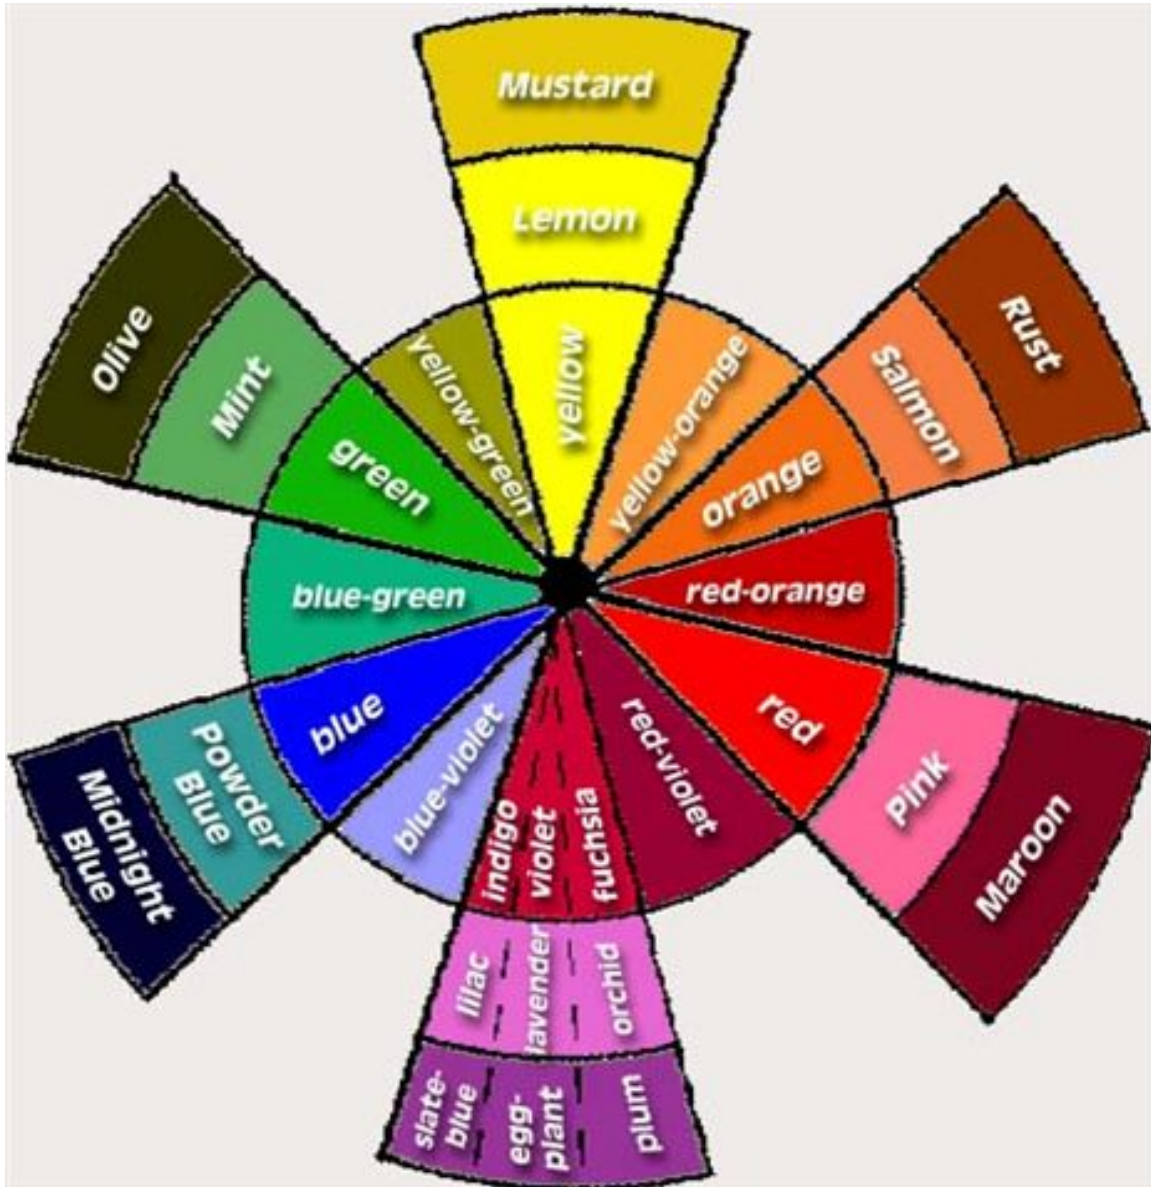 Mustard
Lemon
yellow
yellow-orange
orange
Salmon
Rust
red-orange
red
Pink
Maroon
red-violet
fuchsia
violet
indigo
orchid
lavender
lilac
plum
egg-
plant
slate-
blue
blue-violet
blue
Powder
Blue
Midnight
Blue
blue-green
green
Mint
Olive
yellow-green